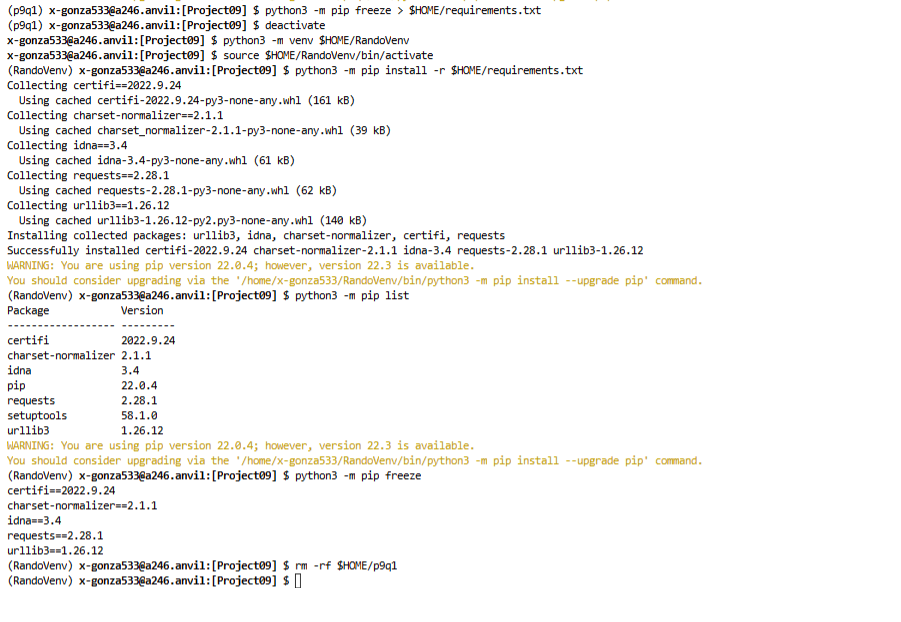 (p9q1) x-gonza533@a246.anvil:[Project09] $ python3 -m pip freeze > $HOME/requirements.txt
(p9q1) x-gonza533@a246.anvil:[Project09] $ deactivate
x-gonza533@a246.anvil:[Project09] $ python3 -m venv $HOME/RandoVenv
x-gonza533@a246.anvil:[Project09] $ source $HOME/RandoVenv/bin/activate
(RandoVenv) x-gonza533@a246.anvil:[Project09] $ python3 -m pip install -r $HOME/requirements.txt
Collecting certifi==2022.9.24
  Using cached certifi-2022.9.24-py3-none-any.whl (161 kB)
Collecting charset-normalizer==2.1.1
  Using cached charset_normalizer-2.1.1-py3-none-any.whl (39 kB)
Collecting idna==3.4
  Using cached idna-3.4-py3-none-any.whl (61 kB)
Collecting requests==2.28.1
  Using cached requests-2.28.1-py3-none-any.whl (62 kB)
Collecting urllib3==1.26.12
  Using cached urllib3-1.26.12-py2.py3-none-any.whl (140 kB)
Installing collected packages: urllib3, idna, charset-normalizer, certifi, requests
Successfully installed certifi-2022.9.24 charset-normalizer-2.1.1 idna-3.4 requests-2.28.1 urllib3-1.26.12
WARNING: You are using pip version 22.0.4; however, version 22.3 is available.
You should consider upgrading via the '/home/x-gonza533/RandoVenv/bin/python3 -m pip install --upgrade pip' command.
(RandoVenv) x-gonza533@a246.anvil:[Project09] $ python3 -m pip list
Package            Version
------------------ ---------
certifi            2022.9.24
charset-normalizer 2.1.1
idna               3.4
pip                22.0.4
requests           2.28.1
setuptools         58.1.0
urllib3            1.26.12
WARNING: You are using pip version 22.0.4; however, version 22.3 is available.
You should consider upgrading via the '/home/x-gonza533/RandoVenv/bin/python3 -m pip install --upgrade pip' command.
(RandoVenv) x-gonza533@a246.anvil:[Project09] $ python3 -m pip freeze
certifi==2022.9.24
charset-normalizer==2.1.1
idna==3.4
requests==2.28.1
urllib3==1.26.12
(RandoVenv) x-gonza533@a246.anvil:[Project09] $ rm -rf $HOME/p9q1
(RandoVenv) x-gonza533@a246.anvil:[Project09] $